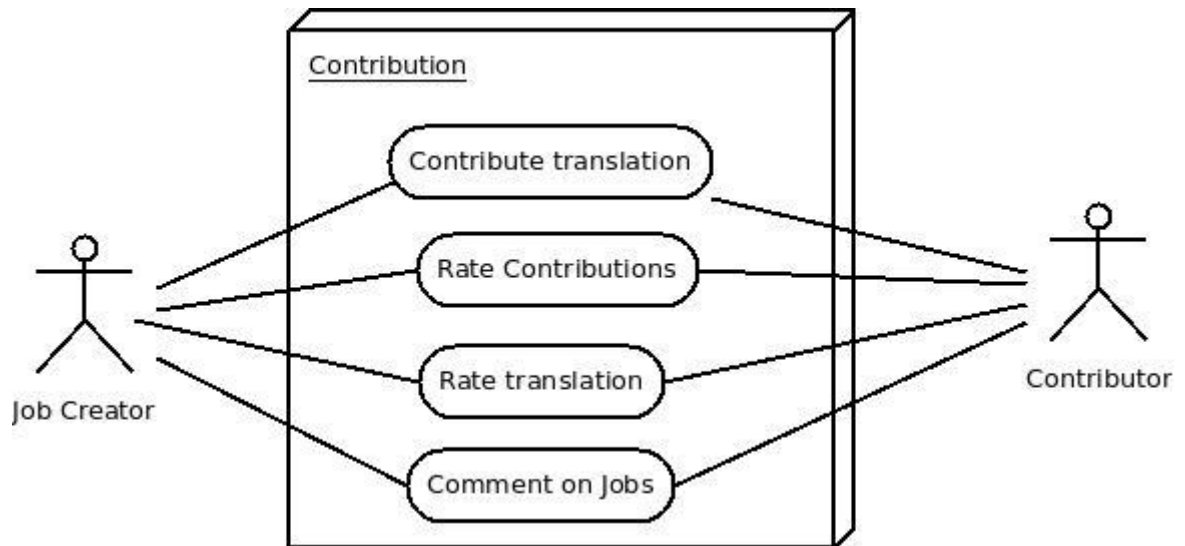 Contribution
Contribute translation
Rate Contributions
Rate translation
Contributor
Job Creator
Comment on Jobs